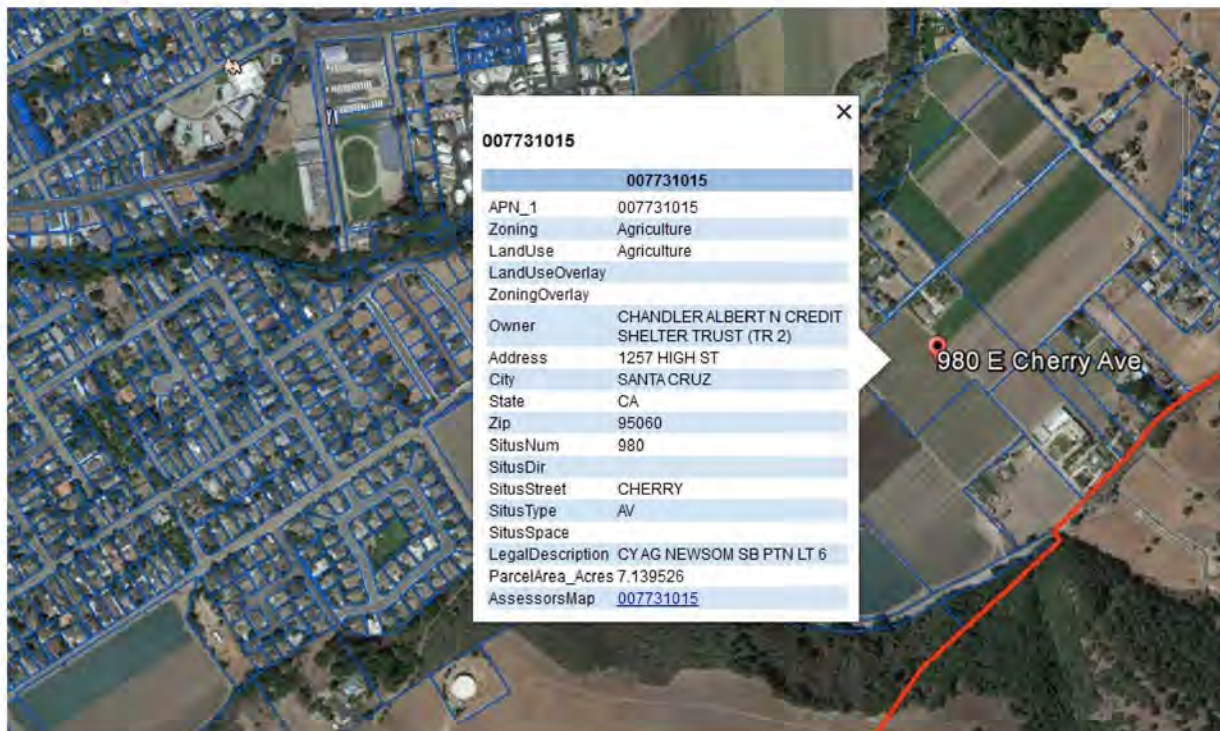 007731015
007731015
APN_1 007731015
Zoning Agriculture
LandUse Agriculture
LandUseOverlay
ZoningOverlay
Owner CHANDLER ALBERT N CREDIT
SHELTER TRUST (TR 2)
Address 1257 HIGH ST
City SANTA CRUZ
State CA
Zip 95060
SitusNum 980
SitusDir
SitusStreet CHERRY
SitusType AV
SitusSpace
LegalDescription CY AG NEWSOM SB PTN LT 6
ParcelArea_Acres 7.139526
AssessorsMap 007731015
980 E Cherry Ave